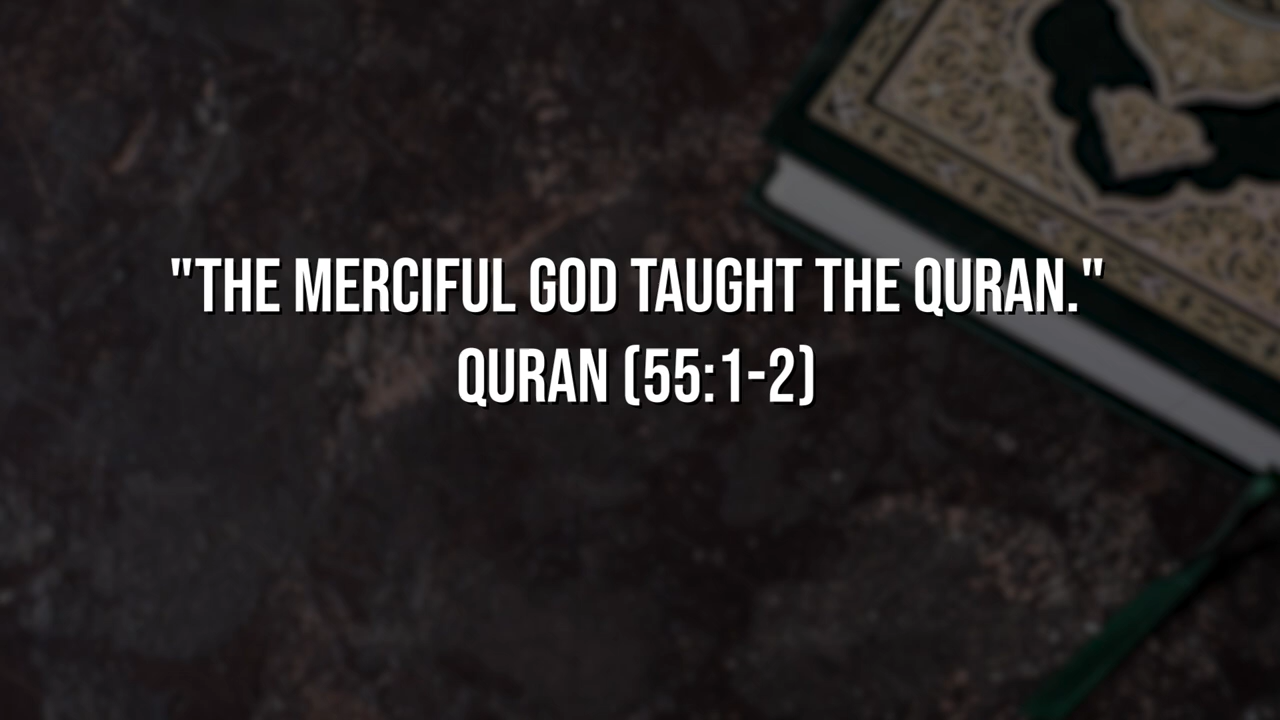 "THE MERCIFUL GOD TAUGHT THE QURAN."
QURAN (55:1-2)